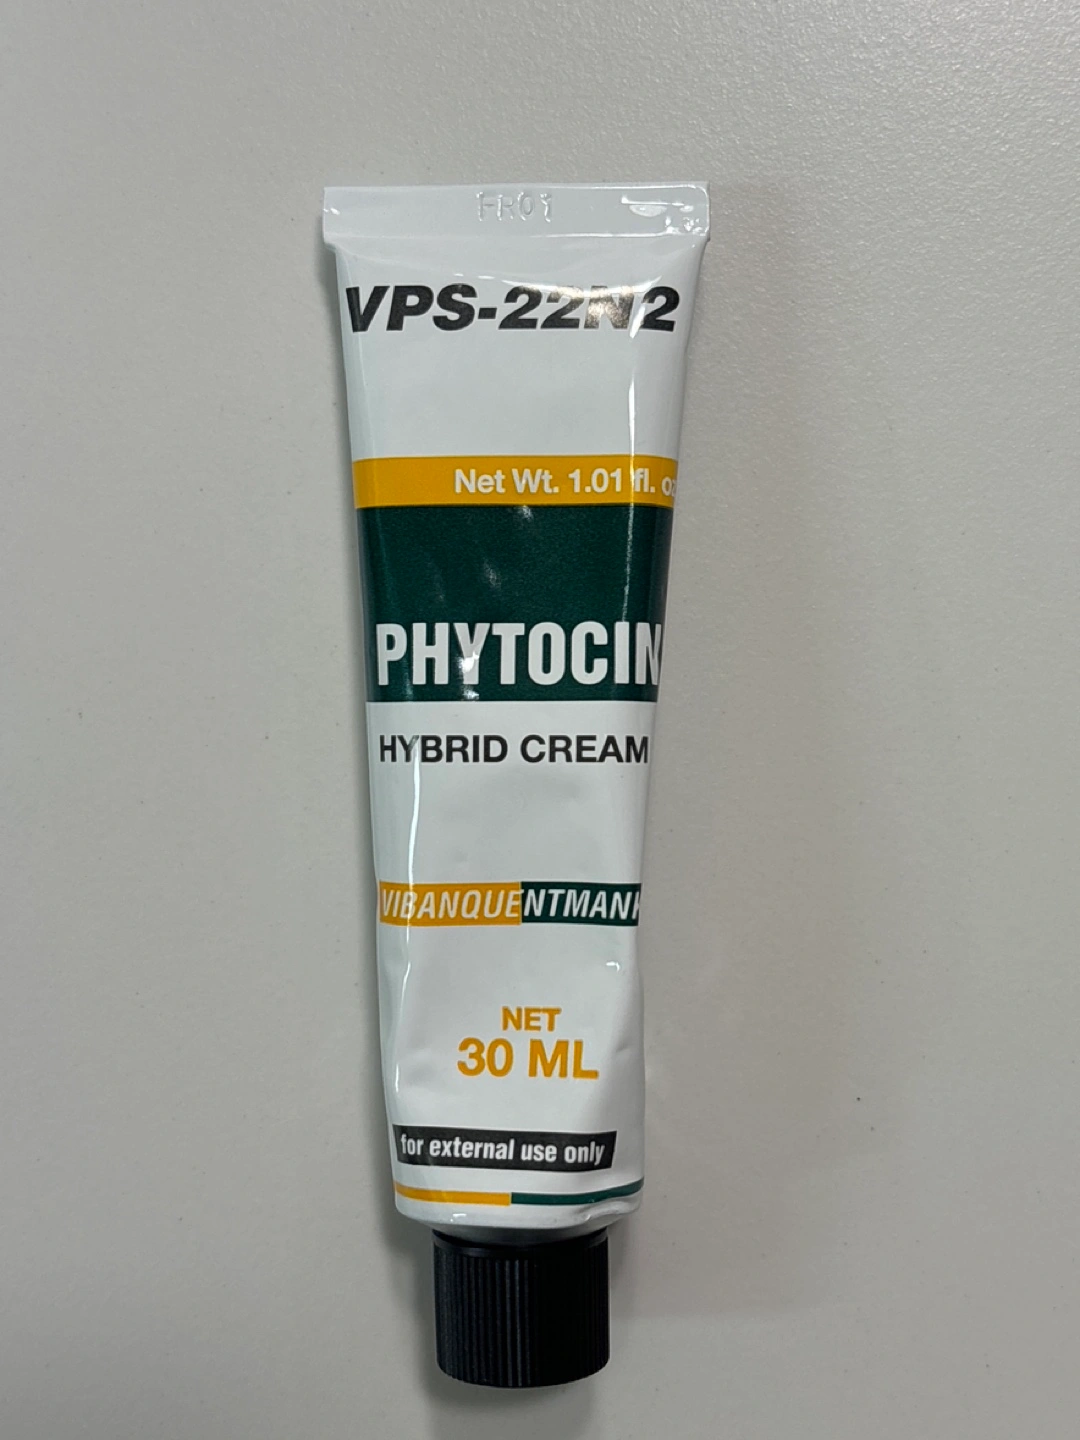 FR01
VPS-22N2
Net Wt. 1.01 fl. oz
PHYTOCIN
HYBRID CREAM
VIBANQUENTMANK
NET
30 ML
for external use only